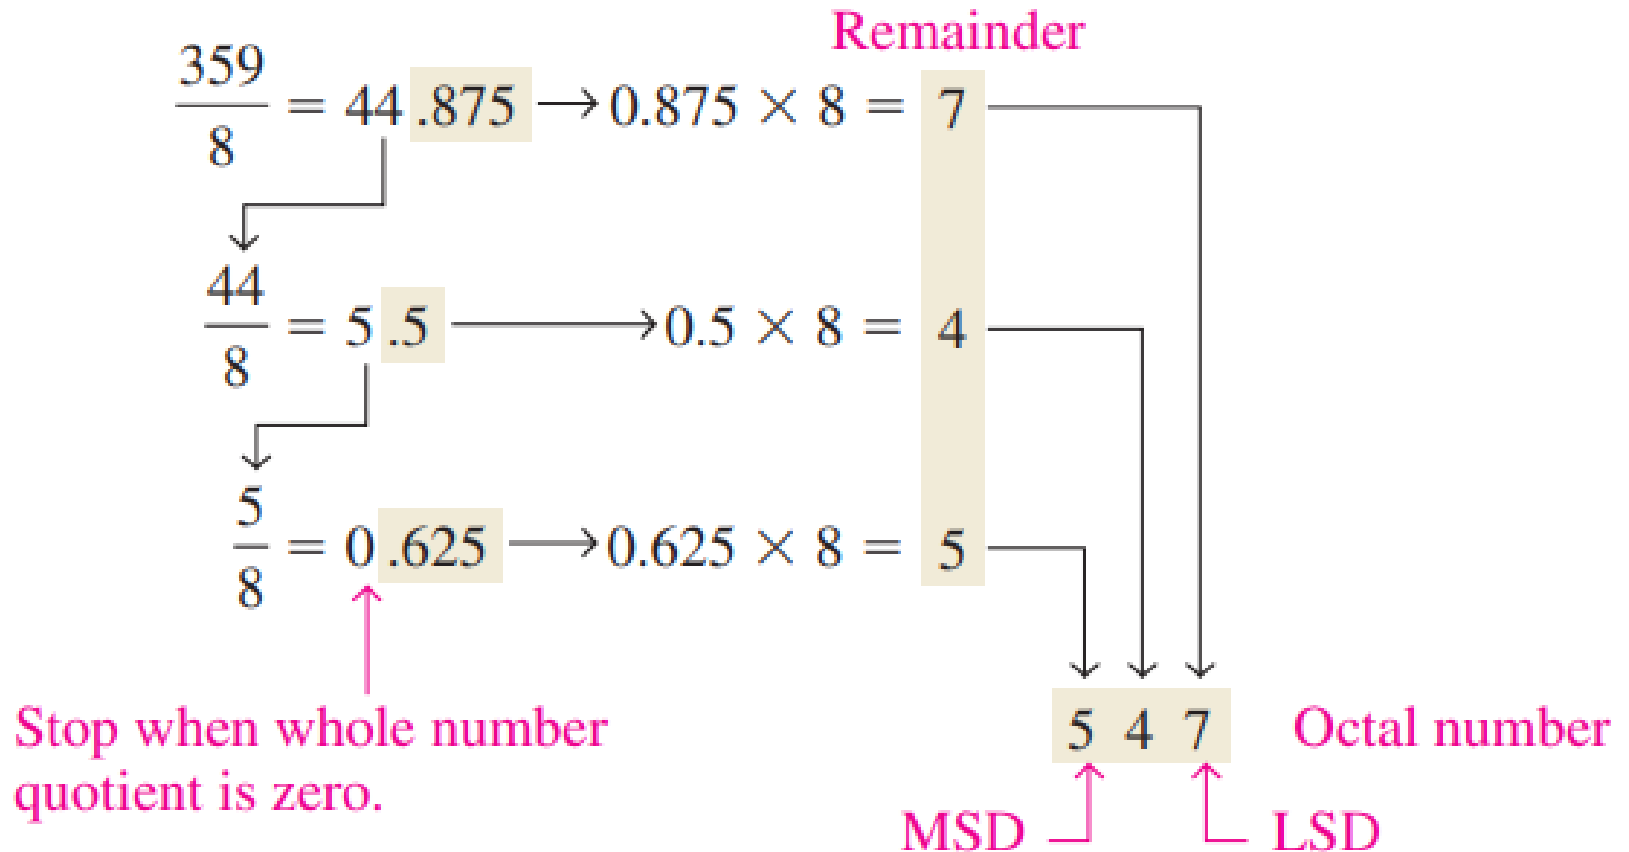 Remainder
359/8 = 44 .875 → 0.875 × 8 = 7
44/8 = 5 .5 → 0.5 × 8 = 4
5/8 = 0 .625 → 0.625 × 8 = 5
Stop when whole number
quotient is zero.
5 4 7 Octal number
MSD LSD